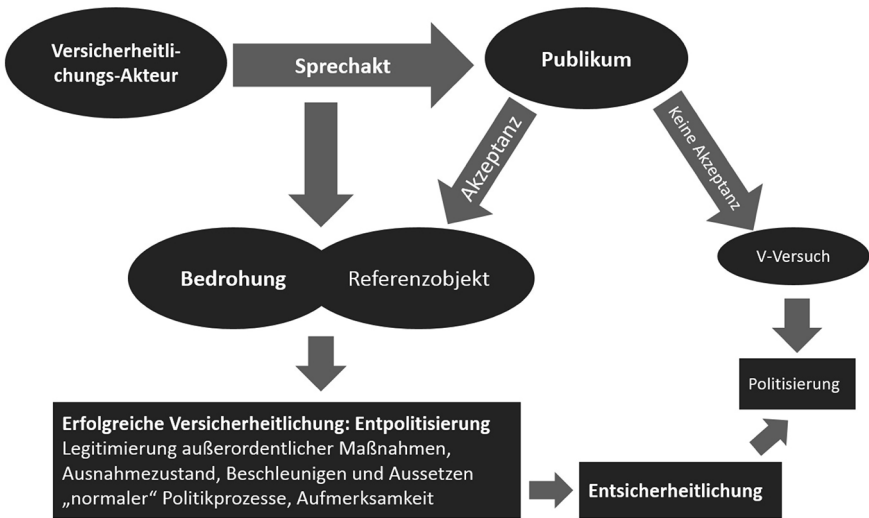 Versicherheitli-
chungs-Akteur
Sprechakt
Publikum
Akzeptanz
Keine Akzeptanz
Bedrohung
Referenzobjekt
V-Versuch
Politisierung
Erfolgreiche Versicherheitlichung: Entpolitisierung
Legitimierung außerordentlicher Maßnahmen,
Ausnahmezustand, Beschleunigen und Aussetzen
„normaler“ Politikprozesse, Aufmerksamkeit
Entsicherheitlichung